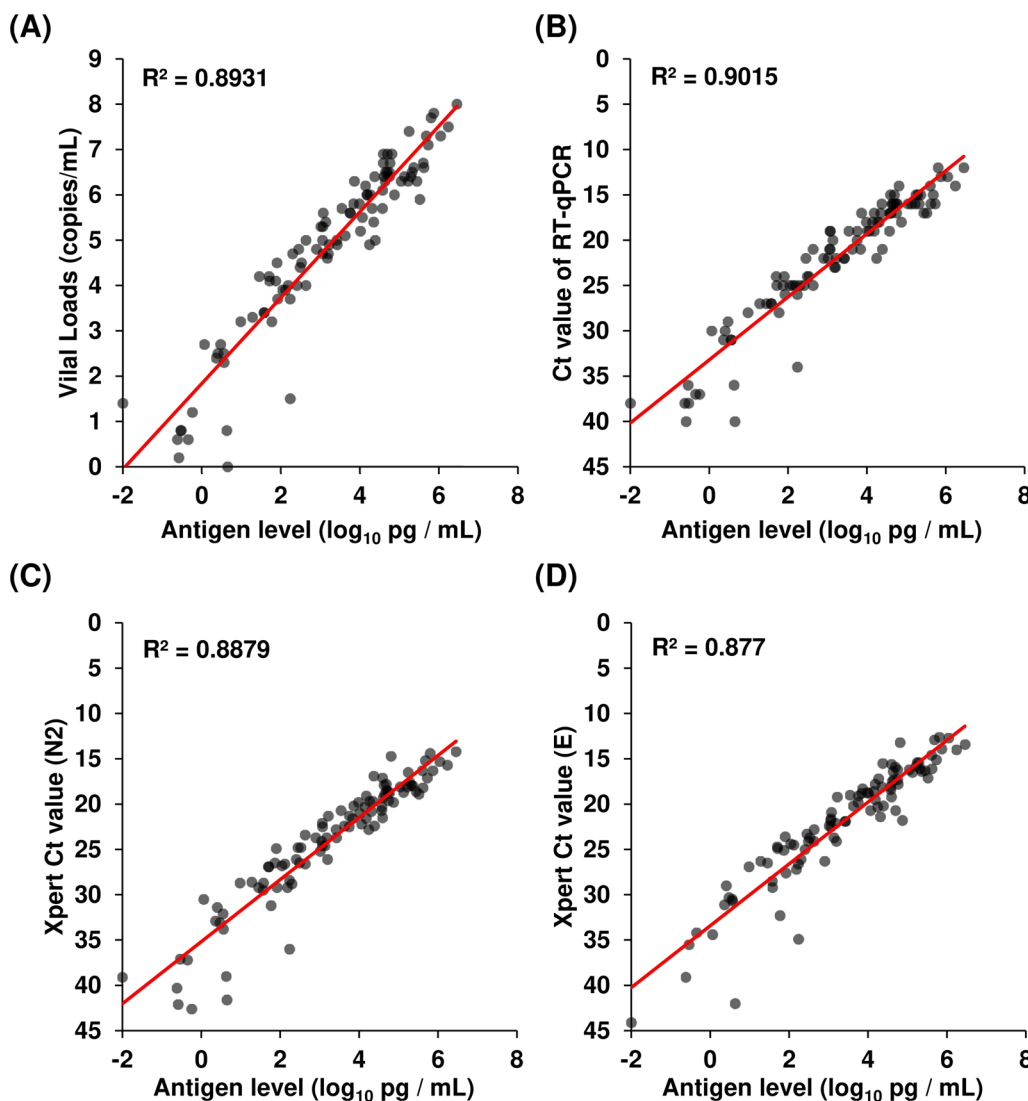 (A)
R² = 0.8931
Vilal Loads (copies/mL)
9
8
7
6
5
4
3
2
1
0
-2 0 2 4 6 8
Antigen level (log₁₀ pg / mL)
(B)
R² = 0.9015
Ct value of RT-qPCR
0
5
10
15
20
25
30
35
40
45
-2 0 2 4 6 8
Antigen level (log₁₀ pg / mL)
(C)
R² = 0.8879
Xpert Ct value (N2)
0
5
10
15
20
25
30
35
40
45
-2 0 2 4 6 8
Antigen level (log₁₀ pg / mL)
(D)
R² = 0.877
Xpert Ct value (E)
0
5
10
15
20
25
30
35
40
45
-2 0 2 4 6 8
Antigen level (log₁₀ pg / mL)